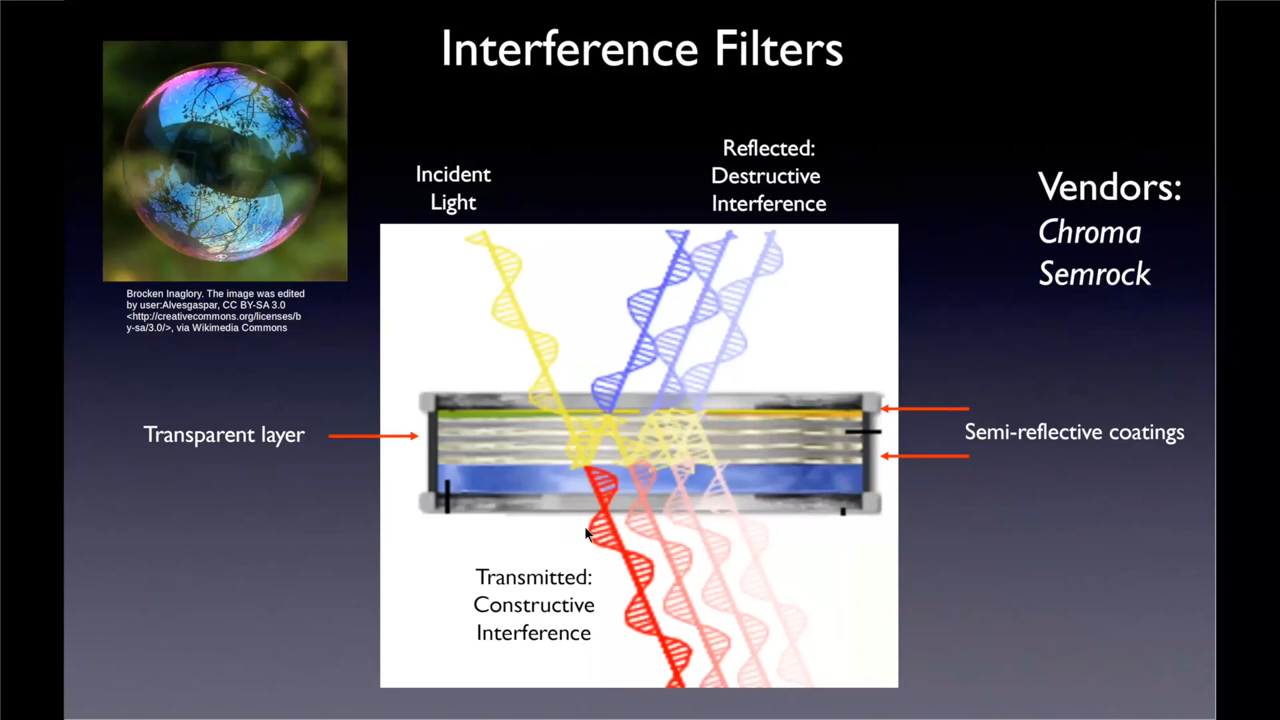 Interference Filters
Brocken Inaglory. The image was edited
by user:Alvesgaspar, CC BY-SA 3.0
<http://creativecommons.org/licenses/b
y-sa/3.0/>, via Wikimedia Commons
Incident
Light
Reflected:
Destructive
Interference
Vendors:
Chroma
Semrock
Transparent layer
Semi-reflective coatings
Transmitted:
Constructive
Interference